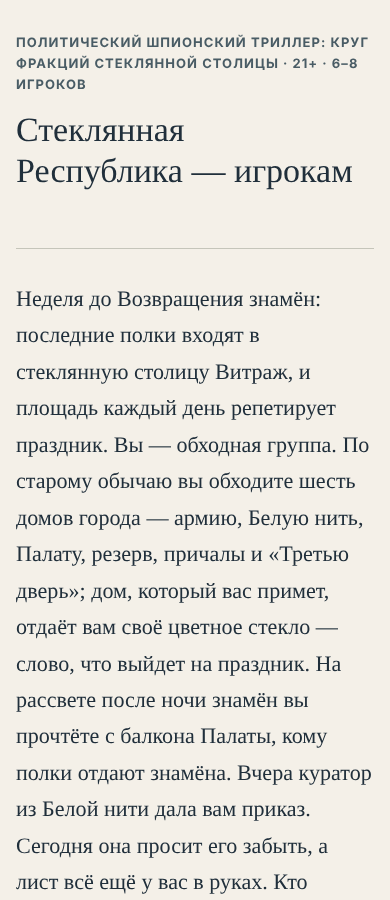 ПОЛИТИЧЕСКИЙ ШПИОНСКИЙ ТРИЛЛЕР: КРУГ
ФРАКЦИЙ СТЕКЛЯННОЙ СТОЛИЦЫ · 21+ · 6–8
ИГРОКОВ
Стеклянная
Республика — игрокам
Неделя до Возвращения знамён:
последние полки входят в
стеклянную столицу Витраж, и
площадь каждый день репетирует
праздник. Вы — обходная группа. По
старому обычаю вы обходите шесть
домов города — армию, Белую нить,
Палату, резерв, причалы и «Третью
дверь»; дом, который вас примет,
отдаёт вам своё цветное стекло —
слово, что выйдет на праздник. На
рассвете после ночи знамён вы
прочтёте с балкона Палаты, кому
полки отдают знамёна. Вчера куратор
из Белой нити дала вам приказ.
Сегодня она просит его забыть, а
лист всё ещё у вас в руках. Кто